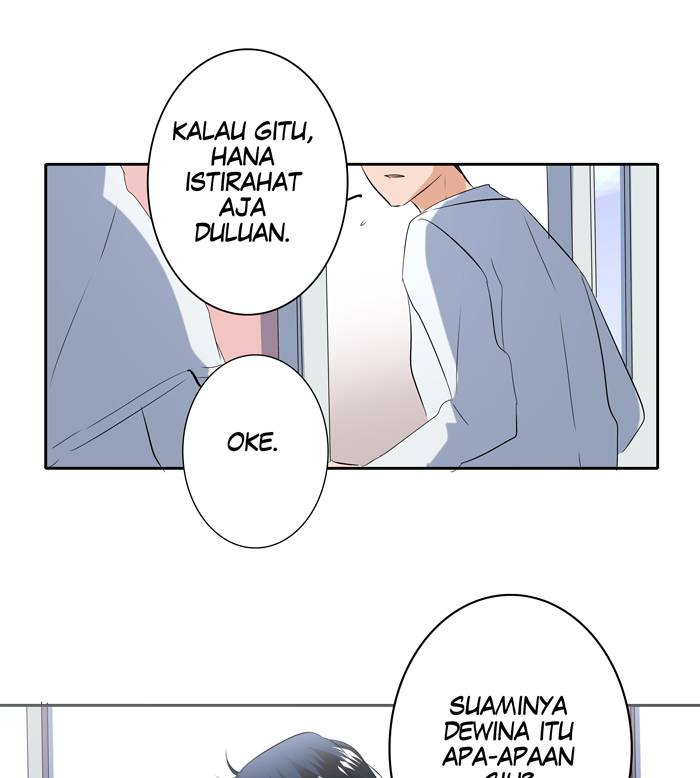 KALAU GITU,
HANA
ISTIRAHAT
AJA
DULUAN.
OKE.
SUAMINYA
DEWINA ITU
APA-APAAN